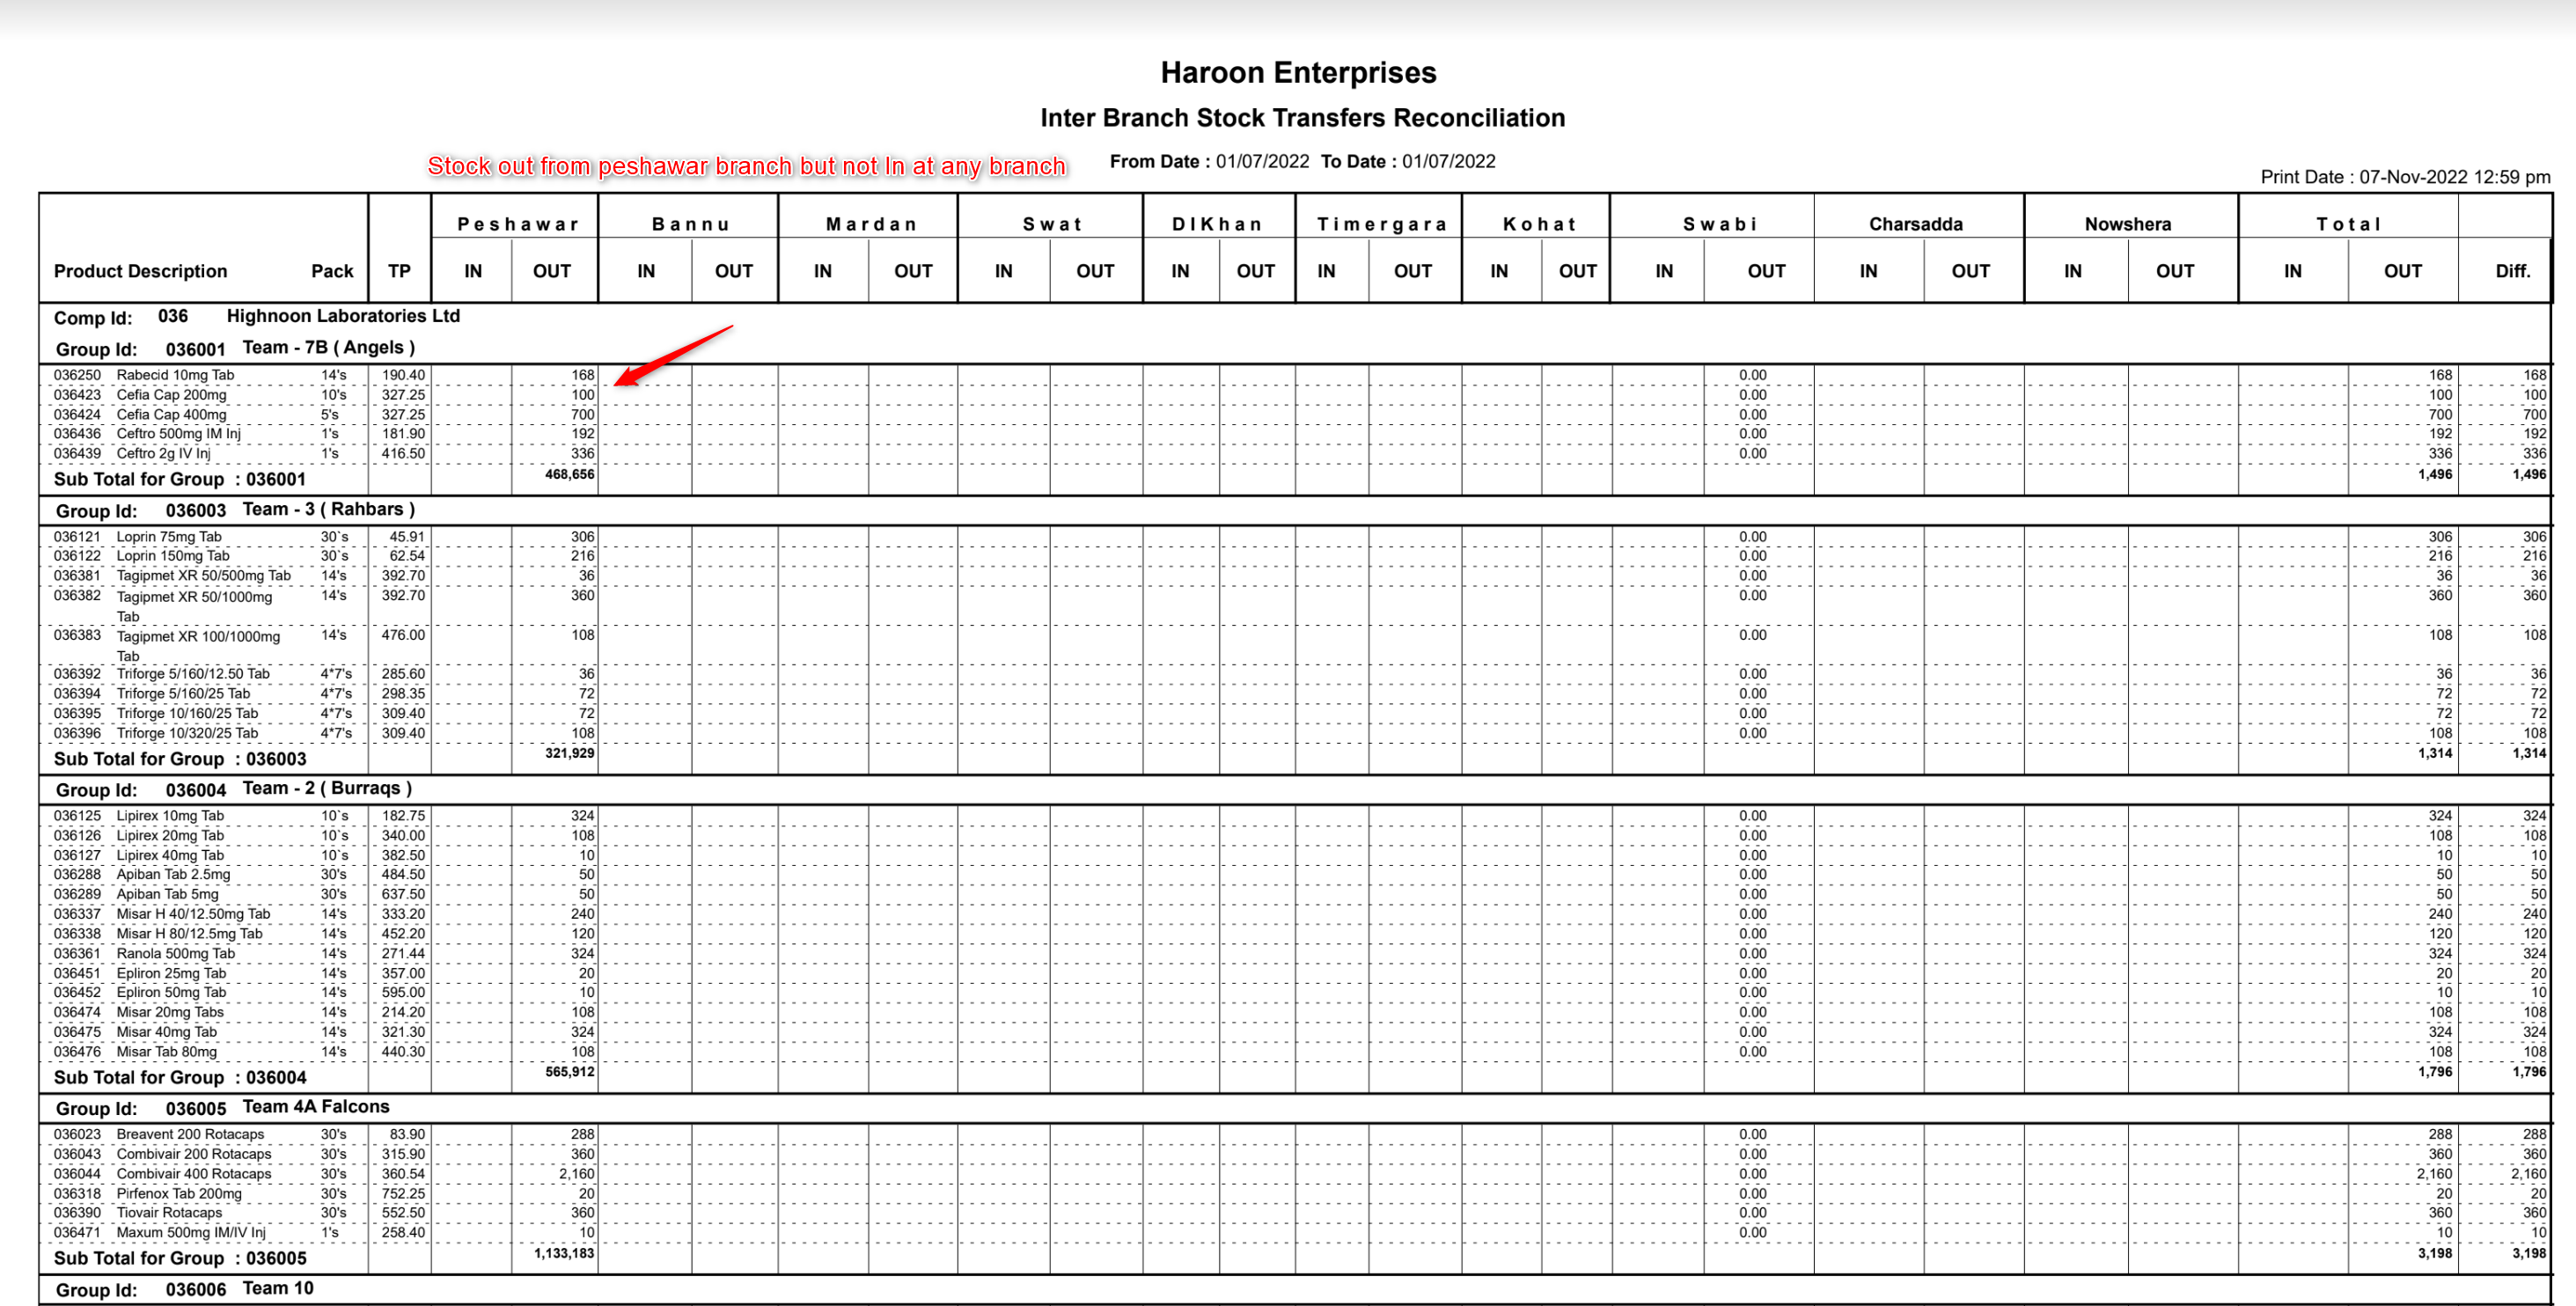 Haroon Enterprises
Inter Branch Stock Transfers Reconciliation
Stock out from peshawar branch but not In at any branch
From Date : 01/07/2022 To Date : 01/07/2022
Print Date : 07-Nov-2022 12:59 pm
Peshawar Bannu Mardan Swat DIKhan Timergara Kohat Swabi Charsadda Nowshera Total
Product Description Pack TP IN OUT IN OUT IN OUT IN OUT IN OUT IN OUT IN OUT IN OUT IN OUT IN OUT IN OUT Diff.
Comp Id: 036 Highnoon Laboratories Ltd
Group Id: 036001 Team - 7B ( Angels )
036250 Rabecid 10mg Tab 14's 190.40 168 0.00 168 168
036423 Cefia Cap 200mg 10's 327.25 100 0.00 100 100
036424 Cefia Cap 400mg 5's 327.25 700 0.00 700 700
036436 Ceftro 500mg IM Inj 1's 181.90 192 0.00 192 192
036439 Ceftro 2g IV Inj 1's 416.50 336 0.00 336 336
Sub Total for Group : 036001 468,656 1,496 1,496
Group Id: 036003 Team - 3 ( Rahbars )
036121 Loprin 75mg Tab 30`s 45.91 306 0.00 306 306
036122 Loprin 150mg Tab 30`s 62.54 216 0.00 216 216
036381 Tagipmet XR 50/500mg Tab 14's 392.70 36 0.00 36 36
036382 Tagipmet XR 50/1000mg 14's 392.70 360 0.00 360 360
Tab
036383 Tagipmet XR 100/1000mg 14's 476.00 108 0.00 108 108
Tab
036392 Triforge 5/160/12.50 Tab 4*7's 285.60 36 0.00 36 36
036394 Triforge 5/160/25 Tab 4*7's 298.35 72 0.00 72 72
036395 Triforge 10/160/25 Tab 4*7's 309.40 72 0.00 72 72
036396 Triforge 10/320/25 Tab 4*7's 309.40 108 0.00 108 108
Sub Total for Group : 036003 321,929 1,314 1,314
Group Id: 036004 Team - 2 ( Burraqs )
036125 Lipirex 10mg Tab 10`s 182.75 324 0.00 324 324
036126 Lipirex 20mg Tab 10`s 340.00 108 0.00 108 108
036127 Lipirex 40mg Tab 10`s 382.50 10 0.00 10 10
036288 Apiban Tab 2.5mg 30's 484.50 50 0.00 50 50
036289 Apiban Tab 5mg 30's 637.50 50 0.00 50 50
036337 Misar H 40/12.50mg Tab 14's 333.20 240 0.00 240 240
036338 Misar H 80/12.5mg Tab 14's 452.20 120 0.00 120 120
036361 Ranola 500mg Tab 14's 271.44 324 0.00 324 324
036451 Epliron 25mg Tab 14's 357.00 20 0.00 20 20
036452 Epliron 50mg Tab 14's 595.00 10 0.00 10 10
036474 Misar 20mg Tabs 14's 214.20 108 0.00 108 108
036475 Misar 40mg Tab 14's 321.30 324 0.00 324 324
036476 Misar Tab 80mg 14's 440.30 108 0.00 108 108
Sub Total for Group : 036004 565,912 1,796 1,796
Group Id: 036005 Team 4A Falcons
036023 Breavent 200 Rotacaps 30's 83.90 288 0.00 288 288
036043 Combivair 200 Rotacaps 30's 315.90 360 0.00 360 360
036044 Combivair 400 Rotacaps 30's 360.54 2,160 0.00 2,160 2,160
036318 Pirfenox Tab 200mg 30's 752.25 20 0.00 20 20
036390 Tiovair Rotacaps 30's 552.50 360 0.00 360 360
036471 Maxum 500mg IM/IV Inj 1's 258.40 10 0.00 10 10
Sub Total for Group : 036005 1,133,183 3,198 3,198
Group Id: 036006 Team 10